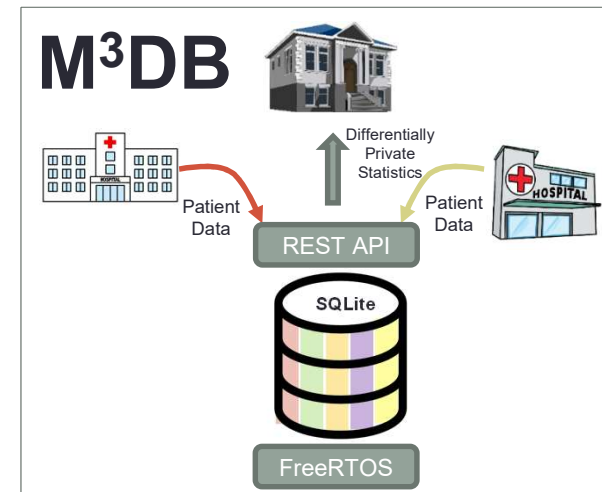 M³DB
Differentially
Private
Statistics
HOSPITAL
HOSPITAL
Patient
Data
Patient
Data
REST API
SQLite
FreeRTOS